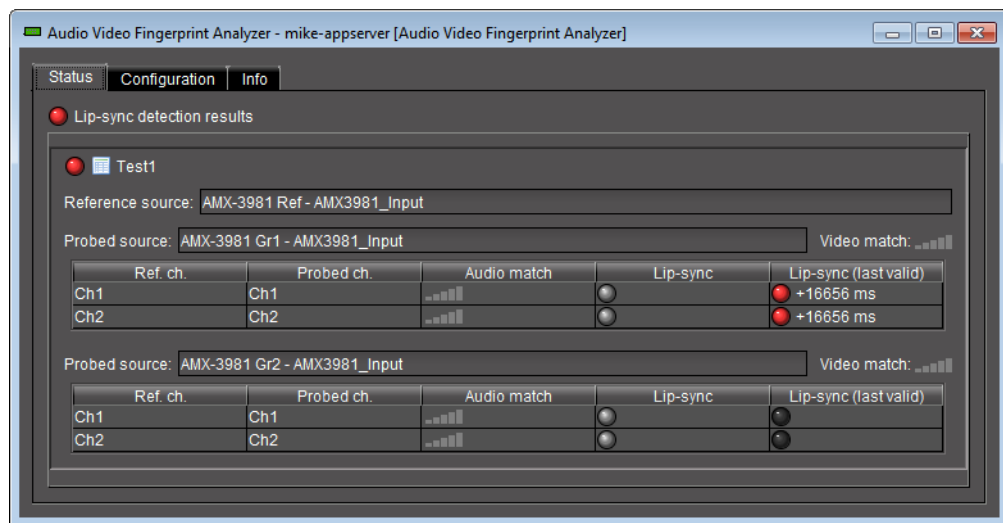 Audio Video Fingerprint Analyzer - mike-appserver [Audio Video Fingerprint Analyzer]
Status Configuration Info
Lip-sync detection results
Test1
Reference source: AMX-3981 Ref - AMX3981_Input
Probed source: AMX-3981 Gr1 - AMX3981_Input Video match:
Ref. ch. Probed ch. Audio match Lip-sync Lip-sync (last valid)
Ch1 Ch1 +16656 ms
Ch2 Ch2 +16656 ms
Probed source: AMX-3981 Gr2 - AMX3981_Input Video match:
Ref. ch. Probed ch. Audio match Lip-sync Lip-sync (last valid)
Ch1 Ch1
Ch2 Ch2